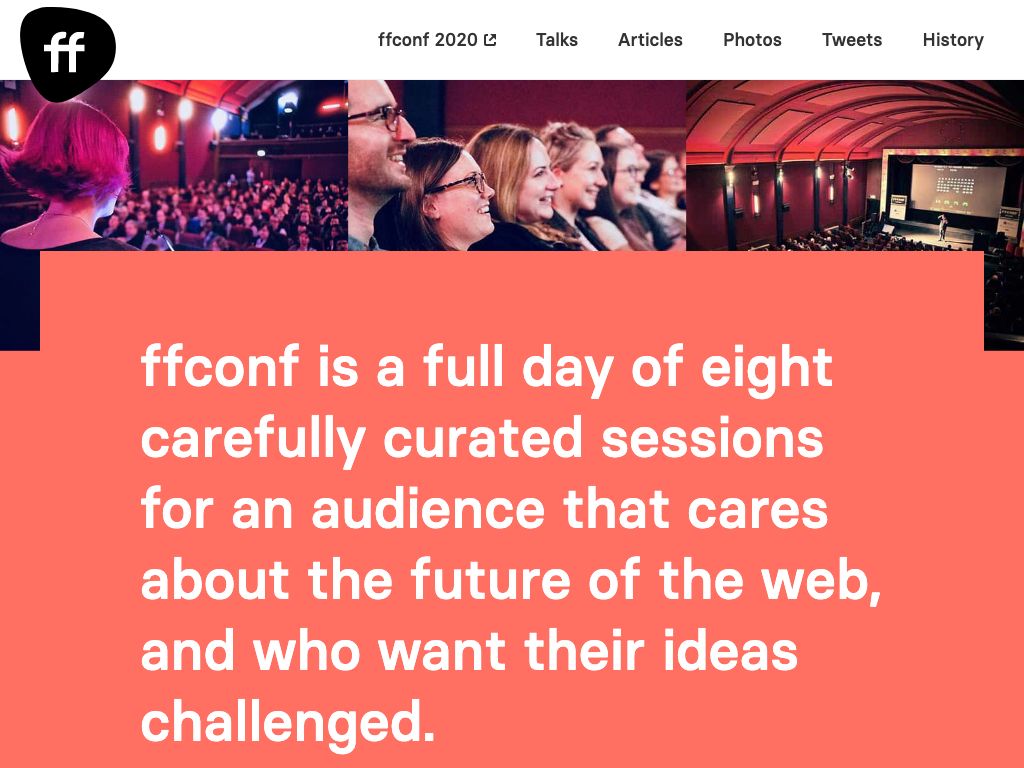 ff
ffconf 2020 Talks Articles Photos Tweets History
ffconf is a full day of eight
carefully curated sessions
for an audience that cares
about the future of the web,
and who want their ideas
challenged.